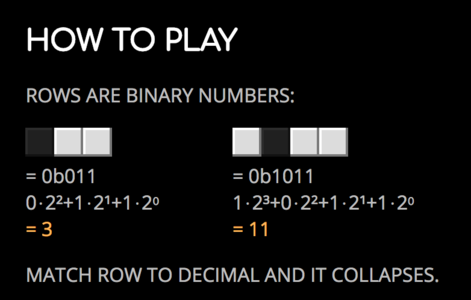 HOW TO PLAY
ROWS ARE BINARY NUMBERS:
= 0b011 = 0b1011
0·2²+1·2¹+1·2⁰ 1·2³+0·2²+1·2¹+1·2⁰
= 3 = 11
MATCH ROW TO DECIMAL AND IT COLLAPSES.